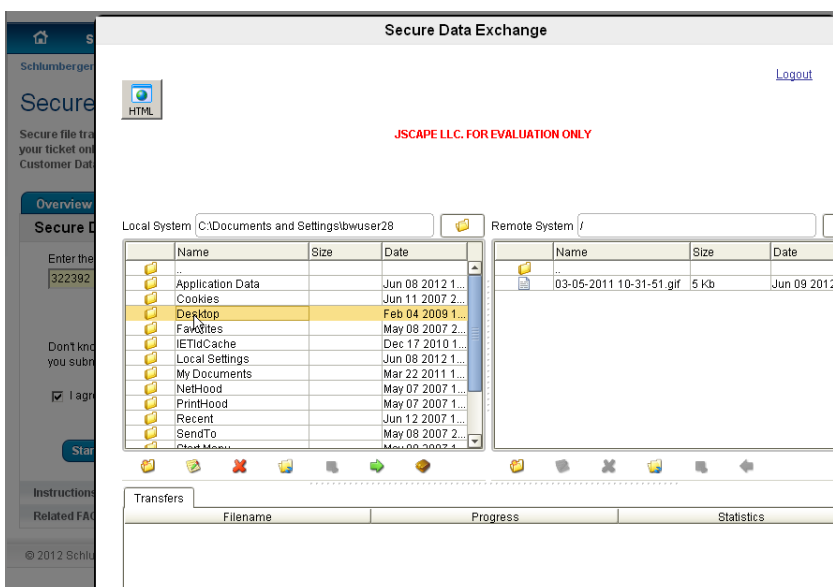 Secure Data Exchange
S
Schlumberger
Logout
HTML
Secure
JSCAPE LLC. FOR EVALUATION ONLY
Secure file tra
your ticket onl
Customer Dat
Overview
Secure D
Local System C:\Documents and Settings\bwuser28 Remote System /
Enter the
322392
Name Size Date Name Size Date
.. ..
Application Data Jun 08 2012 1... 03-05-2011 10-31-51.gif 5 Kb Jun 09 2012
Cookies Jun 11 2007 2...
Desktop Feb 04 2009 1...
Favorites May 08 2007 2...
IETldCache Dec 17 2010 1...
Local Settings Jun 08 2012 1...
My Documents Mar 22 2011 1...
NetHood May 07 2007 1...
PrintHood May 07 2007 1...
Recent Jun 12 2007 1...
SendTo May 08 2007 2...
Don't kno
you subm
I agre
Star
Instructions
Related FAQ
Transfers
Filename Progress Statistics
© 2012 Schlu